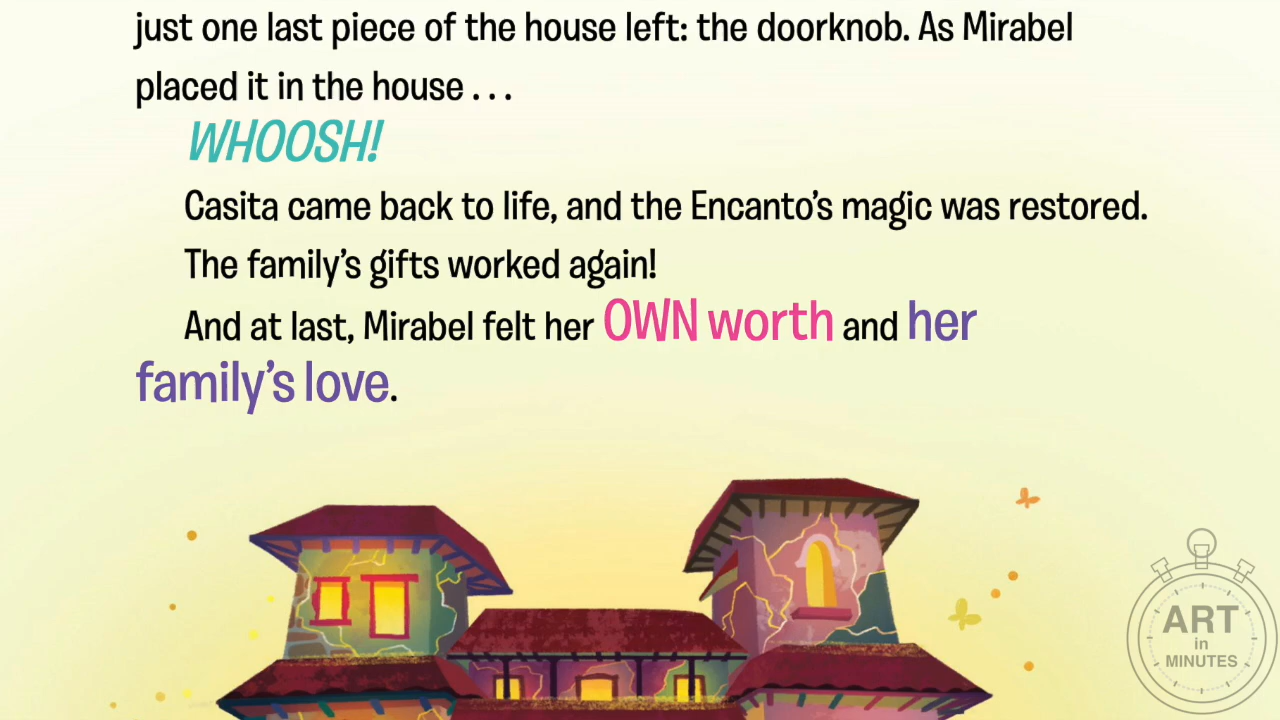 just one last piece of the house left: the doorknob. As Mirabel
placed it in the house . . .
WHOOSH!
Casita came back to life, and the Encanto’s magic was restored.
The family’s gifts worked again!
And at last, Mirabel felt her OWN worth and her
family’s love.
ART
in
MINUTES